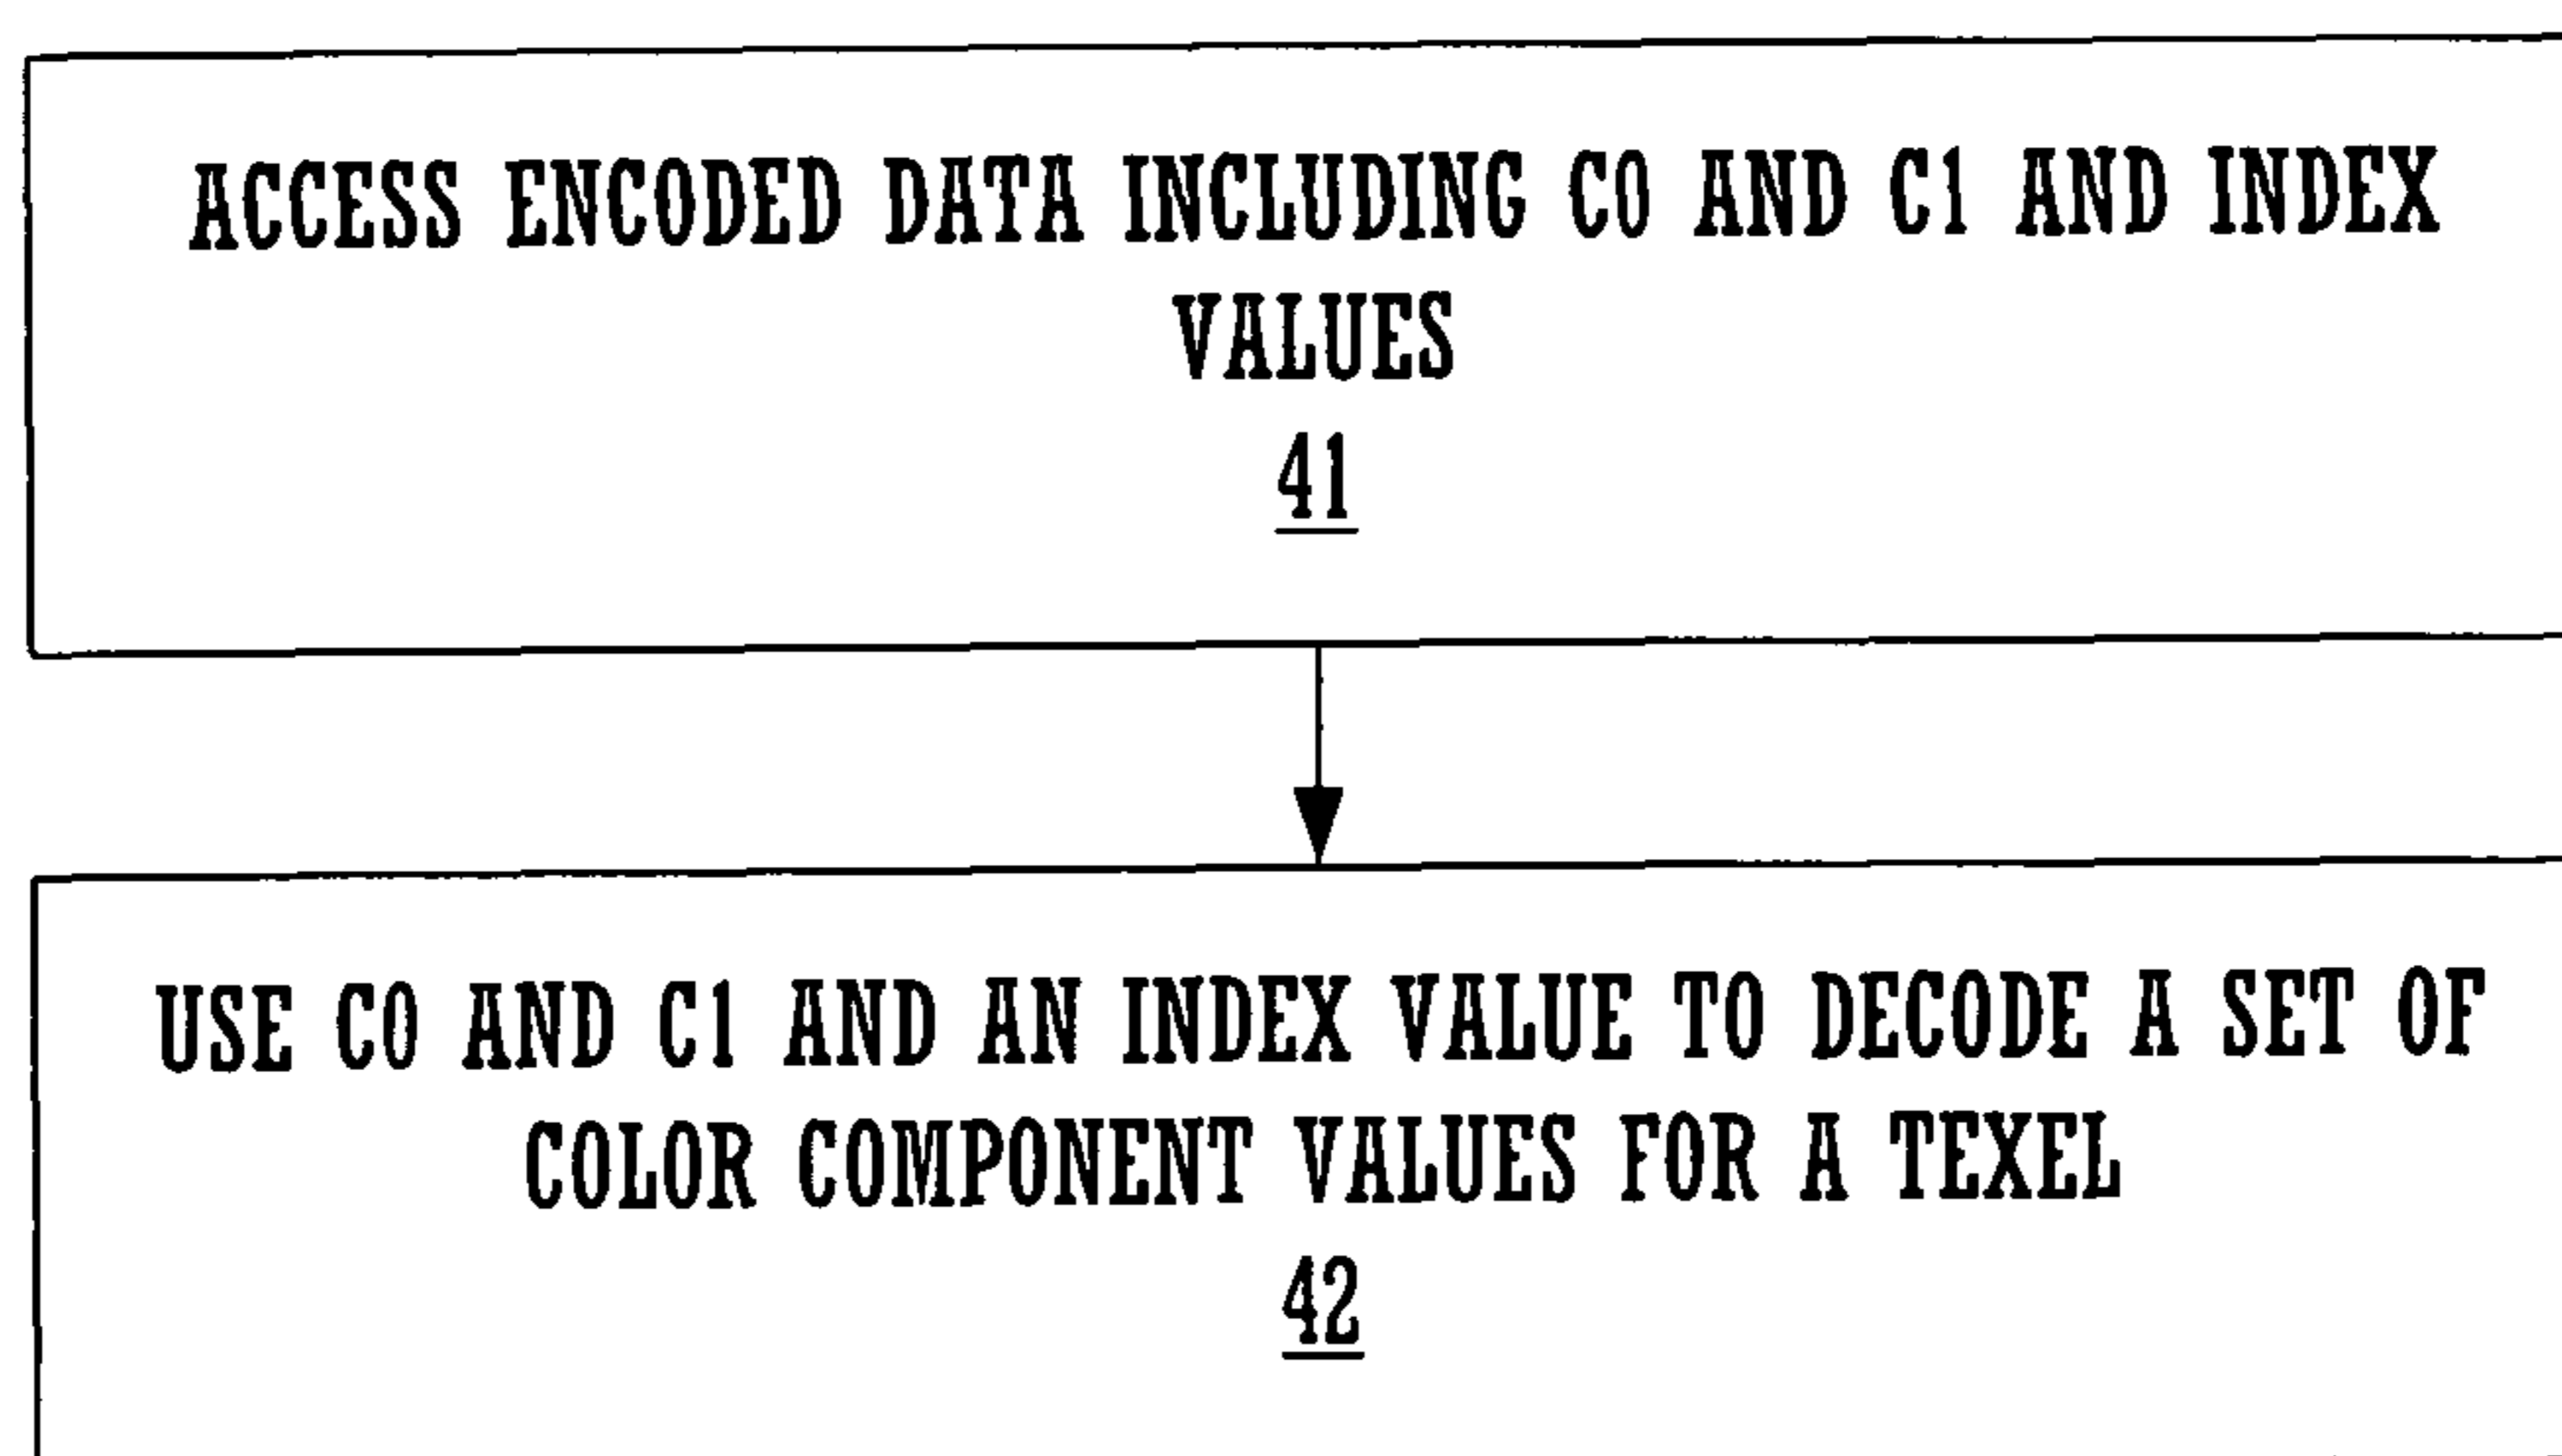 ACCESS ENCODED DATA INCLUDING C0 AND C1 AND INDEX
VALUES
41
USE C0 AND C1 AND AN INDEX VALUE TO DECODE A SET OF
COLOR COMPONENT VALUES FOR A TEXEL
42